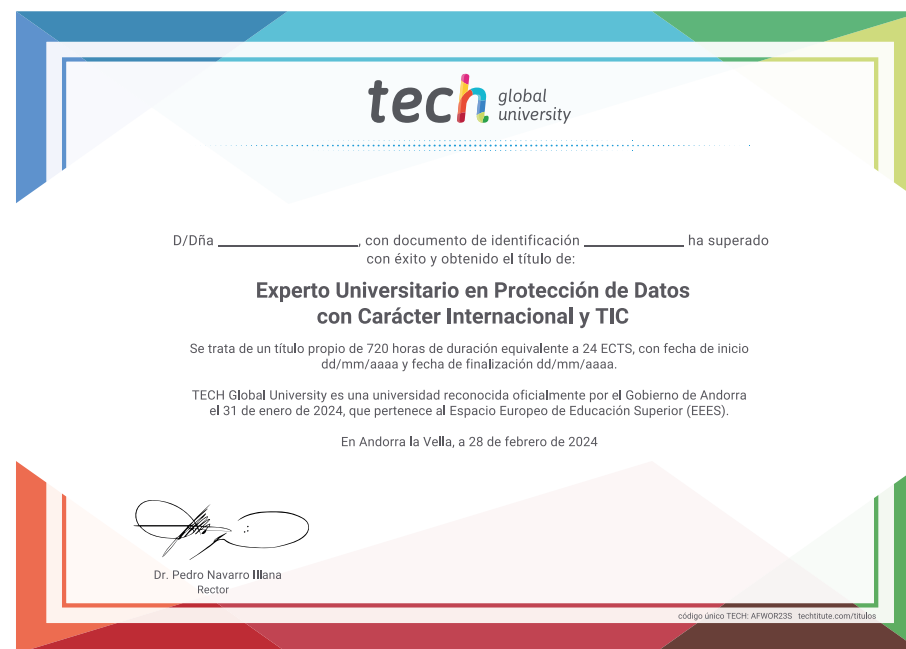 tech global university
D/Dña ______________, con documento de identificación __________ ha superado
con éxito y obtenido el título de:
Experto Universitario en Protección de Datos
con Carácter Internacional y TIC
Se trata de un título propio de 720 horas de duración equivalente a 24 ECTS, con fecha de inicio
dd/mm/aaaa y fecha de finalización dd/mm/aaaa.
TECH Global University es una universidad reconocida oficialmente por el Gobierno de Andorra
el 31 de enero de 2024, que pertenece al Espacio Europeo de Educación Superior (EEES).
En Andorra la Vella, a 28 de febrero de 2024
Dr. Pedro Navarro Illana
Rector
código único TECH: AFWOR23S techtitute.com/titulos